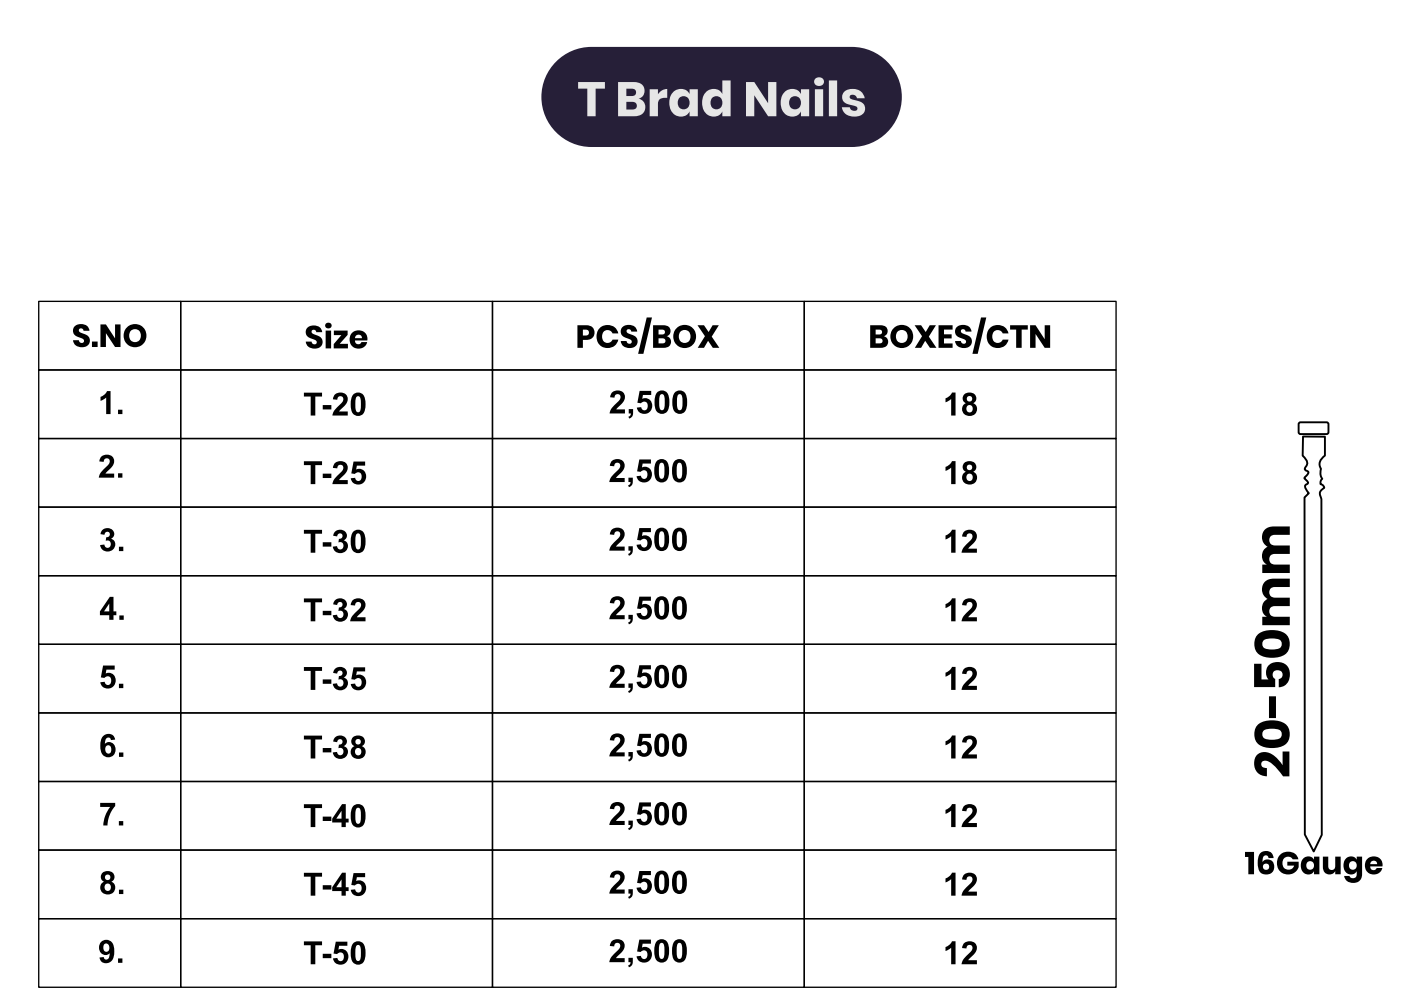 T Brad Nails
S.NO Size PCS/BOX BOXES/CTN
1. T-20 2,500 18
2. T-25 2,500 18
3. T-30 2,500 12
4. T-32 2,500 12
5. T-35 2,500 12
6. T-38 2,500 12
7. T-40 2,500 12
8. T-45 2,500 12
9. T-50 2,500 12
20-50mm
16Gauge